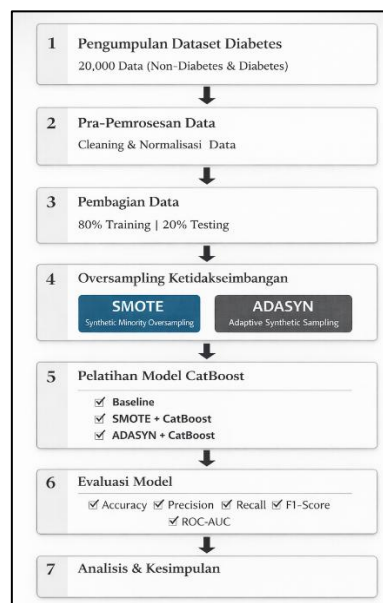 1 Pengumpulan Dataset Diabetes
20,000 Data (Non-Diabetes & Diabetes)
2 Pra-Pemrosesan Data
Cleaning & Normalisasi Data
3 Pembagian Data
80% Training | 20% Testing
4 Oversampling Ketidakseimbangan
SMOTE ADASYN
Synthetic Minority Oversampling Adaptive Synthetic Sampling
5 Pelatihan Model CatBoost
Baseline
SMOTE + CatBoost
ADASYN + CatBoost
6 Evaluasi Model
Accuracy Precision Recall F1-Score
ROC-AUC
7 Analisis & Kesimpulan